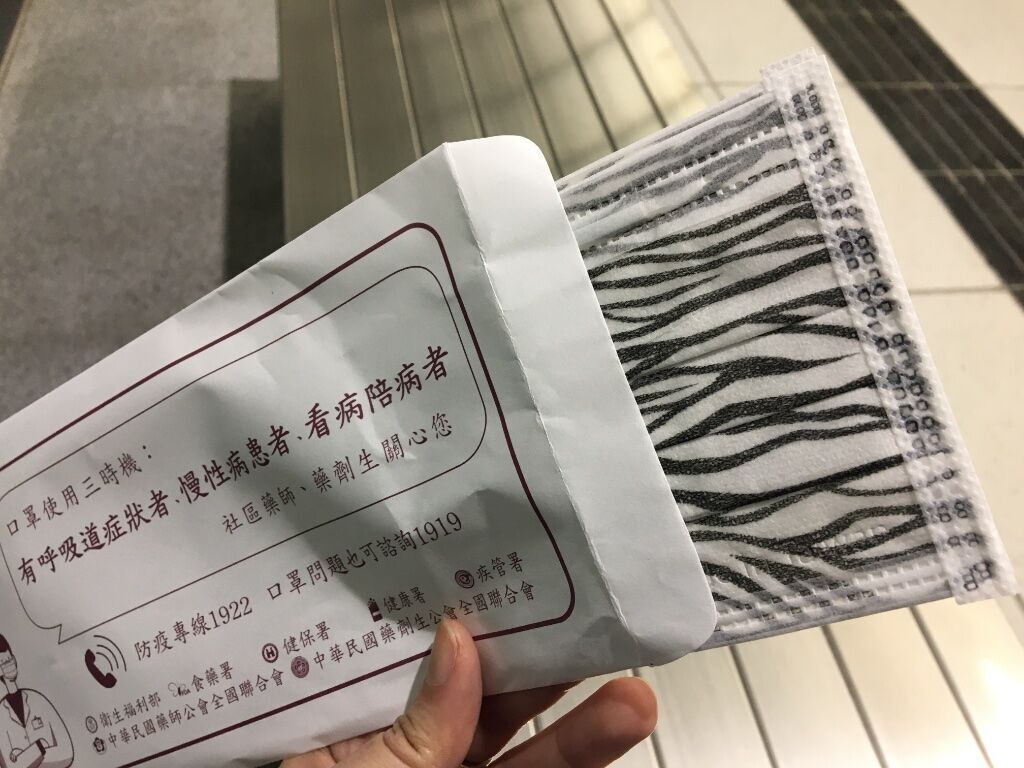 口罩使用三時機：
有呼吸道症狀者、慢性病患者、看病陪病者
社區藥師、藥劑生關心您
防疫專線1922 口罩問題也可諮詢1919
衛生福利部 食藥署 健保署 健康署 疾管署
中華民國藥師公會全國聯合會 中華民國藥劑生公會全國聯合會